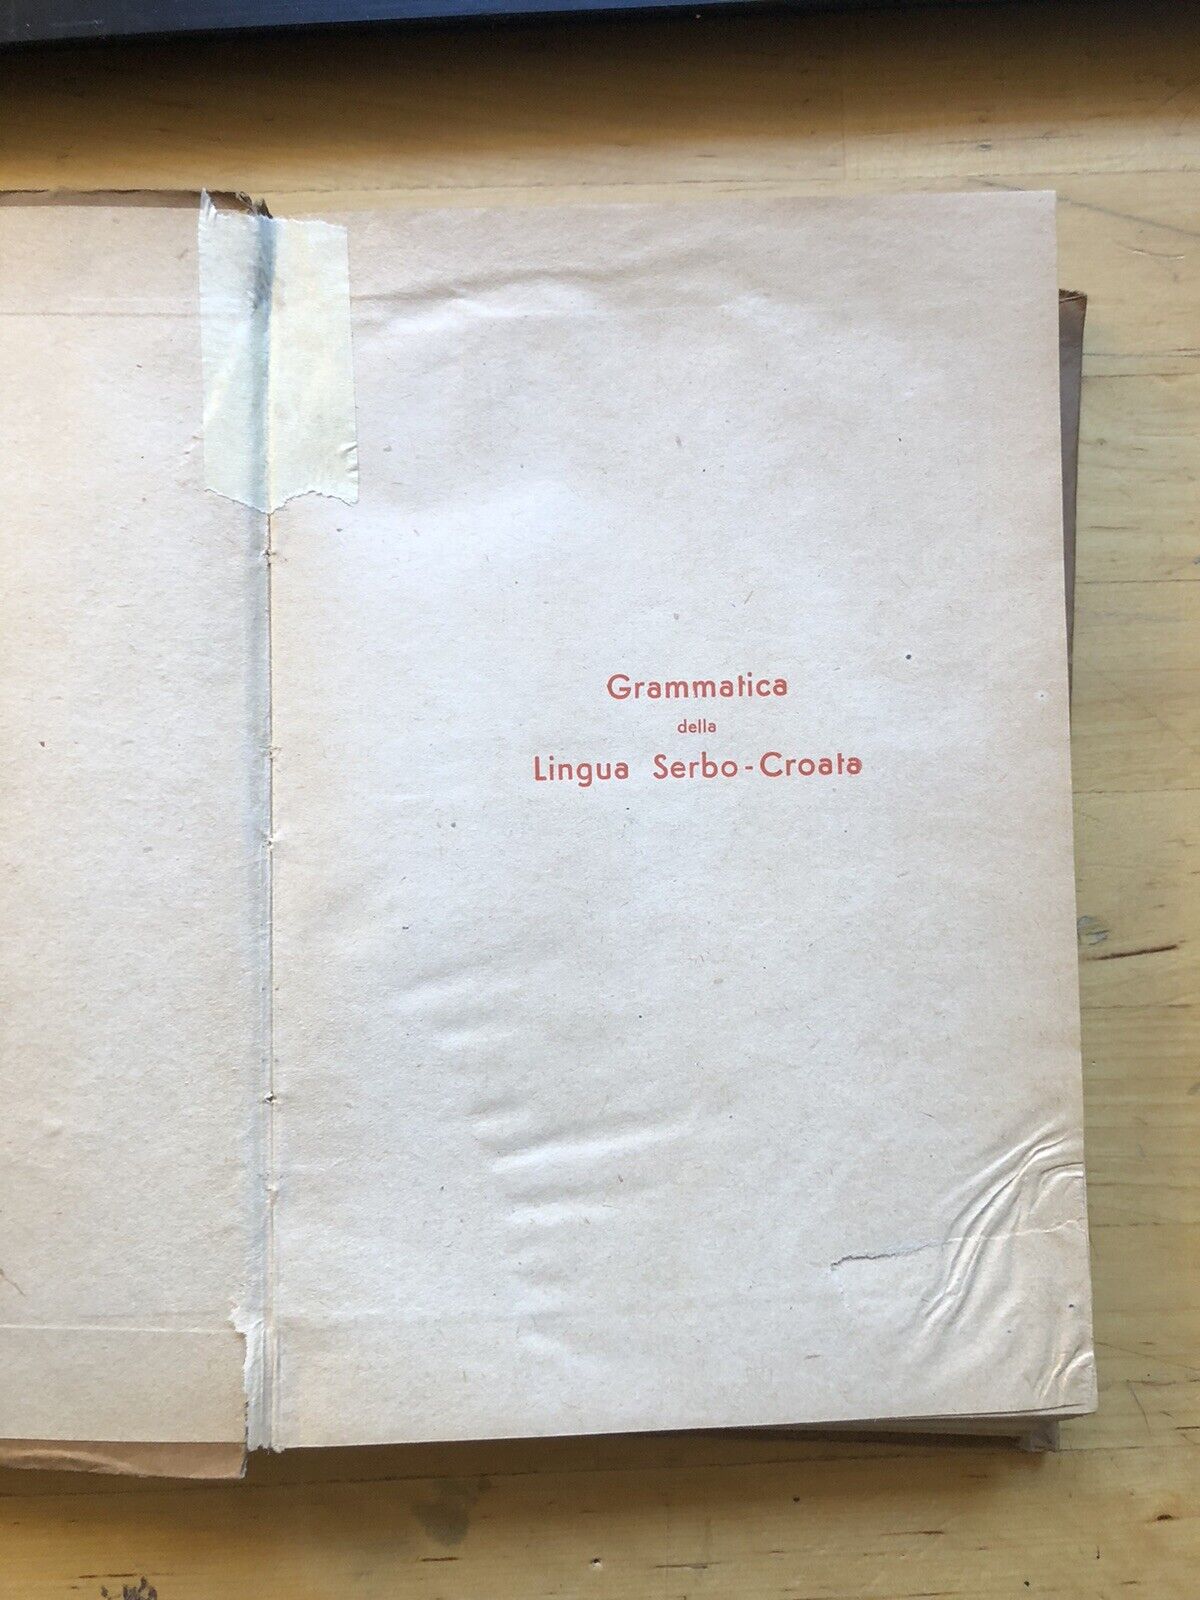 Grammatica
della
Lingua Serbo-Croata